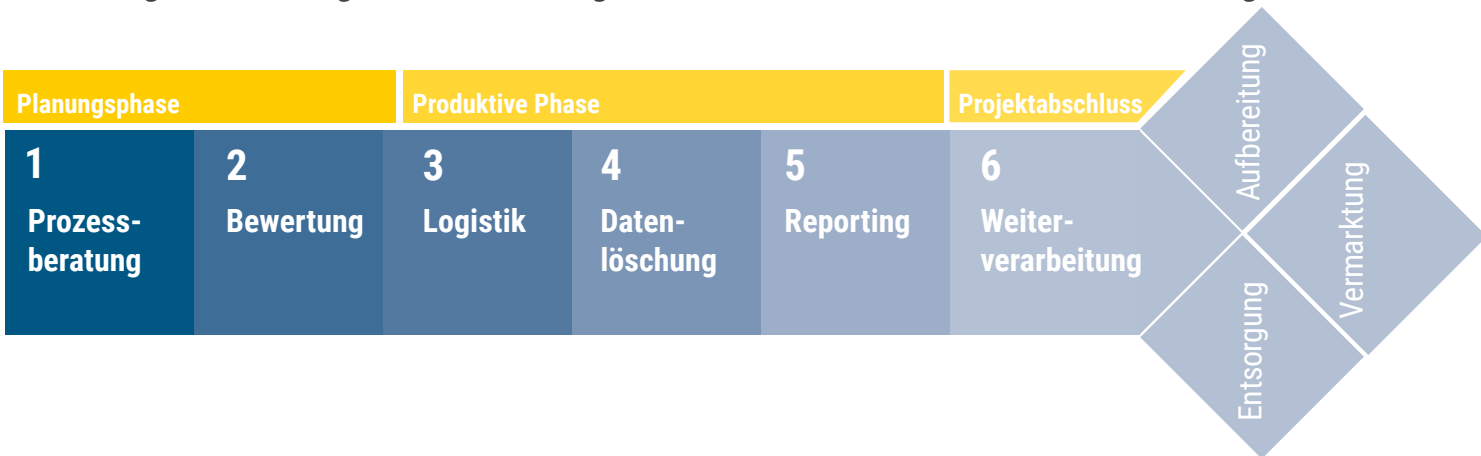 Planungsphase
Produktive Phase
Projektabschluss
1
Prozess-
beratung
2
Bewertung
3
Logistik
4
Daten-
löschung
5
Reporting
6
Weiter-
verarbeitung
Aufbereitung
Vermarktung
Entsorgung